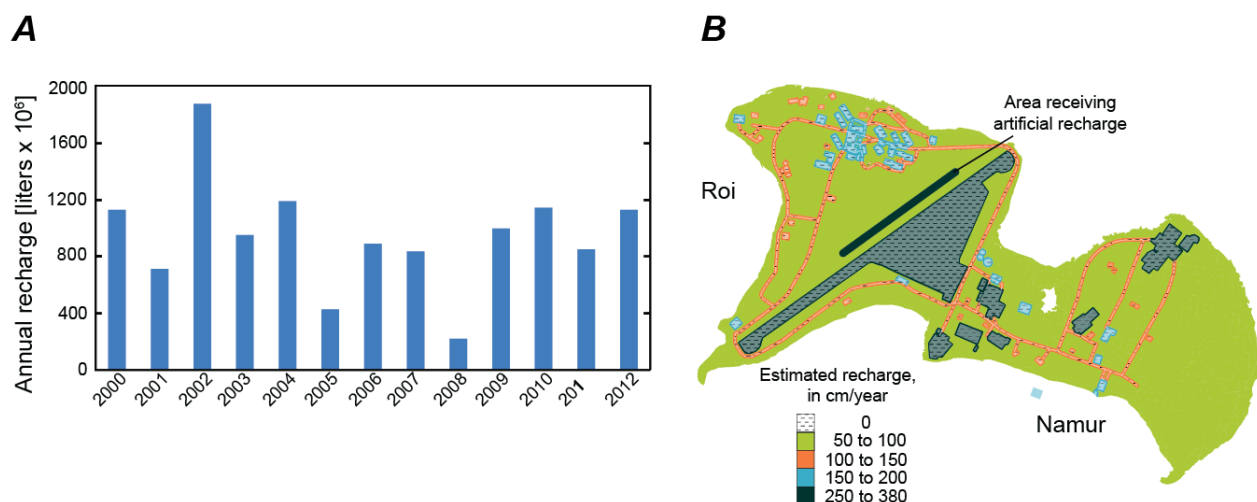 A
Annual recharge [liters x 10⁶]
2000
1600
1200
800
400
0
2000
2001
2002
2003
2004
2005
2006
2007
2008
2009
2010
201
2012
B
Area receiving
artificial recharge
Roi
Namur
Estimated recharge,
in cm/year
0
50 to 100
100 to 150
150 to 200
250 to 380